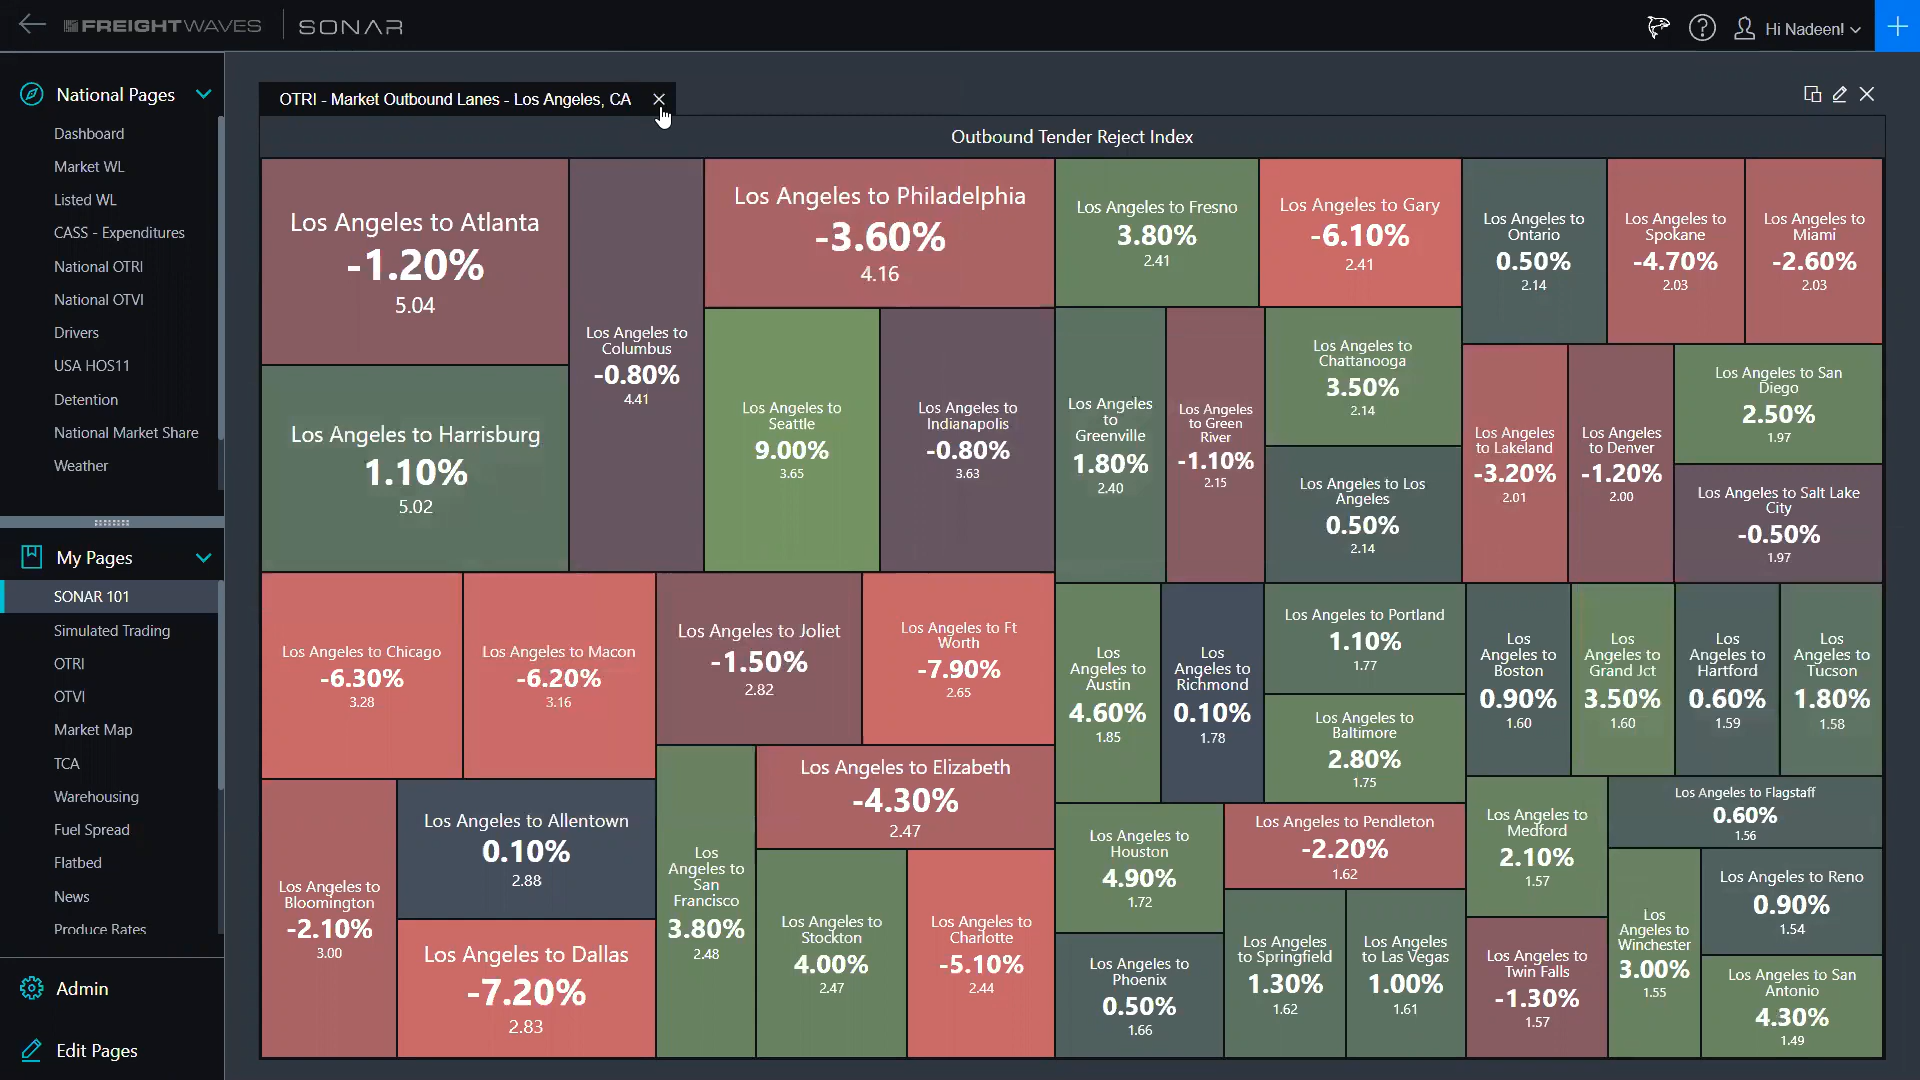 FREIGHTWAVES SONAR
Hi Nadeen!
National Pages
Dashboard
Market WL
Listed WL
CASS - Expenditures
National OTRI
National OTVI
Drivers
USA HOS11
Detention
National Market Share
Weather
My Pages
SONAR 101
Simulated Trading
OTRI
OTVI
Market Map
TCA
Warehousing
Fuel Spread
Flatbed
News
Produce Rates
Admin
Edit Pages
OTRI - Market Outbound Lanes - Los Angeles, CA
Outbound Tender Reject Index
Los Angeles to Atlanta
-1.20%
5.04
Los Angeles to Harrisburg
1.10%
5.02
Los Angeles to
Columbus
-0.80%
4.41
Los Angeles to Philadelphia
-3.60%
4.16
Los Angeles to
Seattle
9.00%
3.65
Los Angeles to
Indianapolis
-0.80%
3.63
Los Angeles to Chicago
-6.30%
3.28
Los Angeles to Macon
-6.20%
3.16
Los Angeles to
Bloomington
-2.10%
3.00
Los Angeles to Allentown
0.10%
2.88
Los Angeles to Dallas
-7.20%
2.83
Los Angeles to Joliet
-1.50%
2.82
Los Angeles to Ft
Worth
-7.90%
2.65
Los
Angeles to
San
Francisco
3.80%
2.48
Los Angeles to Elizabeth
-4.30%
2.47
Los Angeles to
Stockton
4.00%
2.47
Los Angeles to
Charlotte
-5.10%
2.44
Los Angeles to Fresno
3.80%
2.41
Los Angeles to Gary
-6.10%
2.41
Los Angeles
to
Greenville
1.80%
2.40
Los Angeles
to Green
River
-1.10%
2.15
Los Angeles to
Chattanooga
3.50%
2.14
Los Angeles to Los
Angeles
0.50%
2.14
Los Angeles to
Ontario
0.50%
2.14
Los Angeles to
Spokane
-4.70%
2.03
Los Angeles to
Miami
-2.60%
2.03
Los Angeles
to Lakeland
-3.20%
2.01
Los Angeles
to Denver
-1.20%
2.00
Los Angeles to San
Diego
2.50%
1.97
Los Angeles to Salt Lake
City
-0.50%
1.97
Los
Angeles to
Austin
4.60%
1.85
Los
Angeles to
Richmond
0.10%
1.78
Los Angeles to Portland
1.10%
1.77
Los Angeles to
Baltimore
2.80%
1.75
Los Angeles to
Houston
4.90%
1.72
Los Angeles to
Phoenix
0.50%
1.66
Los Angeles to Pendleton
-2.20%
1.62
Los Angeles
to Springfield
1.30%
1.62
Los Angeles
to Las Vegas
1.00%
1.61
Los
Angeles to
Boston
0.90%
1.60
Los
Angeles to
Grand Jct
3.50%
1.60
Los
Angeles to
Hartford
0.60%
1.59
Los
Angeles to
Tucson
1.80%
1.58
Los Angeles to
Medford
2.10%
1.57
Los Angeles to
Twin Falls
-1.30%
1.57
Los Angeles to Flagstaff
0.60%
1.56
Los
Angeles to
Winchester
3.00%
1.55
Los Angeles to Reno
0.90%
1.54
Los Angeles to San
Antonio
4.30%
1.49